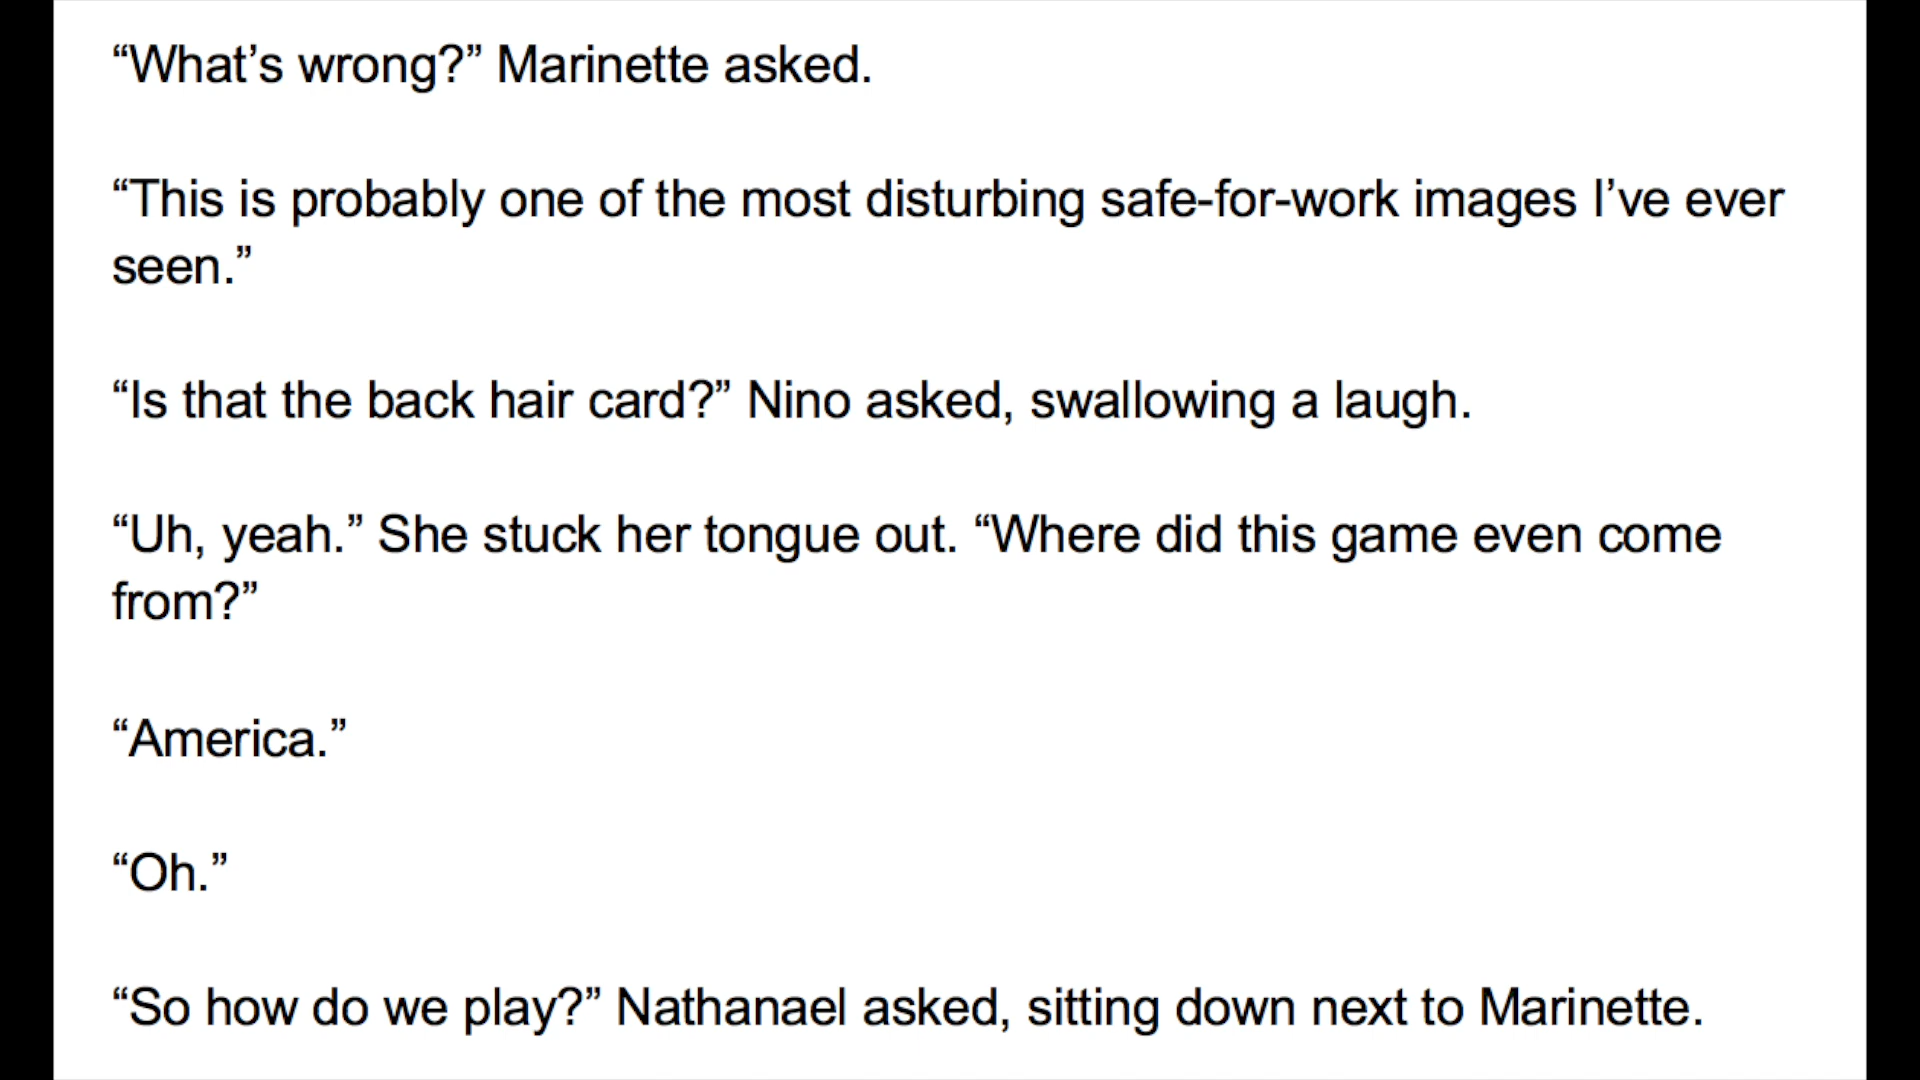 “What’s wrong?” Marinette asked.
“This is probably one of the most disturbing safe-for-work images I’ve ever
seen.”
“Is that the back hair card?” Nino asked, swallowing a laugh.
“Uh, yeah.” She stuck her tongue out. “Where did this game even come
from?”
“America.”
“Oh.”
“So how do we play?” Nathanael asked, sitting down next to Marinette.